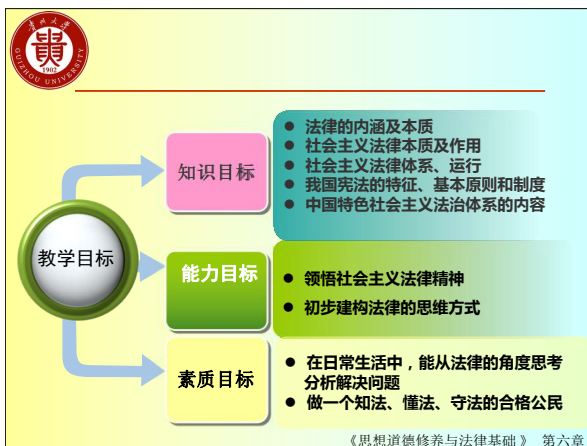 贵州大学
GUIZHOU UNIVERSITY
1902
教学目标
知识目标
● 法律的内涵及本质
● 社会主义法律本质及作用
● 社会主义法律体系、运行
● 我国宪法的特征、基本原则和制度
● 中国特色社会主义法治体系的内容
能力目标
● 领悟社会主义法律精神
● 初步建构法律的思维方式
素质目标
● 在日常生活中，能从法律的角度思考
分析解决问题
● 做一个知法、懂法、守法的合格公民
《思想道德修养与法律基础》 第六章